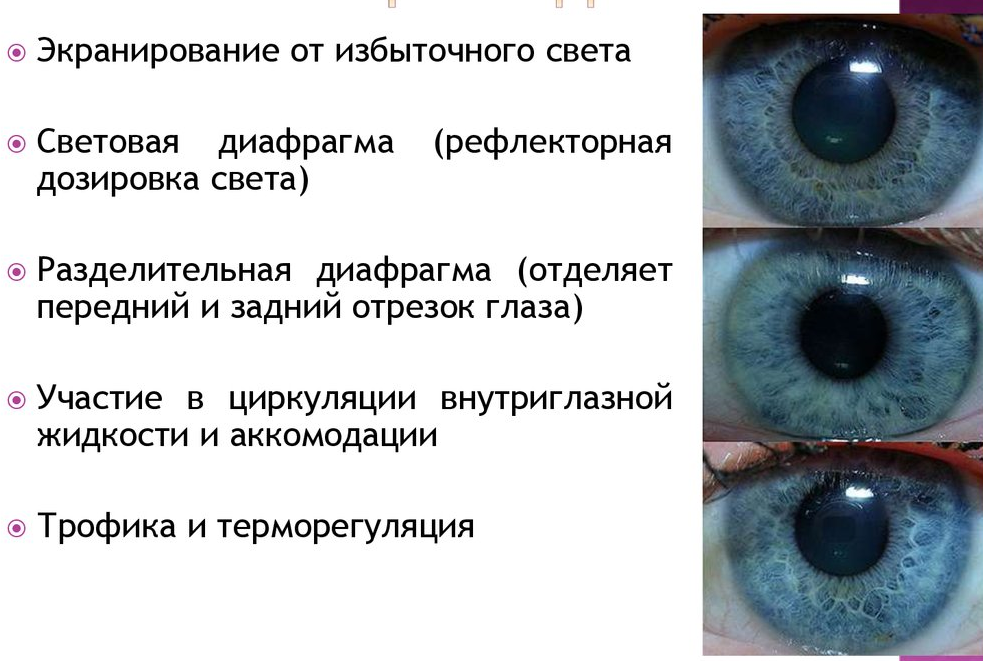 Экранирование от избыточного света
Световая диафрагма (рефлекторная
дозировка света)
Разделительная диафрагма (отделяет
передний и задний отрезок глаза)
Участие в циркуляции внутриглазной
жидкости и аккомодации
Трофика и терморегуляция